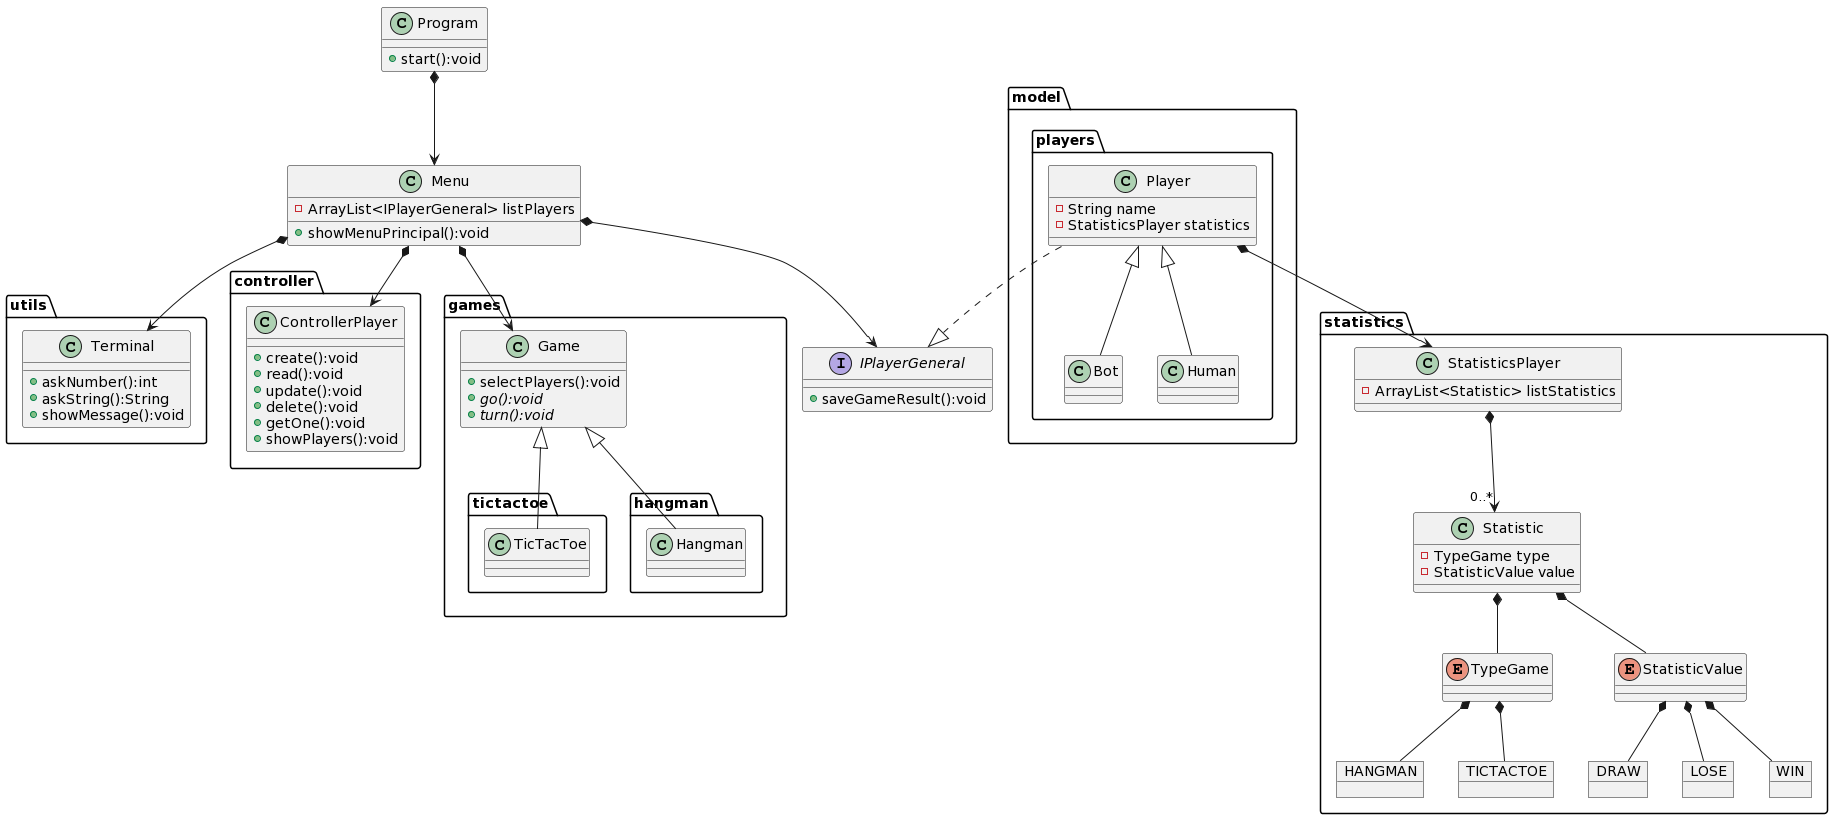 C Program
start():void
C Menu
ArrayList<IPlayerGeneral> listPlayers
showMenuPrincipal():void
utils
C Terminal
askNumber():int
askString():String
showMessage():void
controller
C ControllerPlayer
create():void
read():void
update():void
delete():void
getOne():void
showPlayers():void
games
C Game
selectPlayers():void
go():void
turn():void
tictactoe
C TicTacToe
hangman
C Hangman
I IPlayerGeneral
saveGameResult():void
model
players
C Player
String name
StatisticsPlayer statistics
C Bot
C Human
statistics
C StatisticsPlayer
ArrayList<Statistic> listStatistics
0..*
C Statistic
TypeGame type
StatisticValue value
E TypeGame
E StatisticValue
HANGMAN
TICTACTOE
DRAW
LOSE
WIN